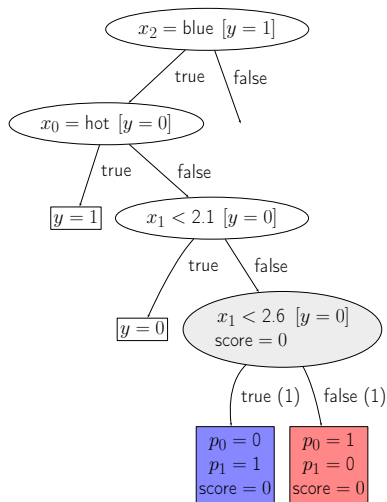 x₂ = blue [y = 1]
true
false
x₀ = hot [y = 0]
true
false
y = 1
x₁ < 2.1 [y = 0]
true
false
y = 0
x₁ < 2.6 [y = 0]
score = 0
true (1)
false (1)
p₀ = 0
p₁ = 1
score = 0
p₀ = 1
p₁ = 0
score = 0